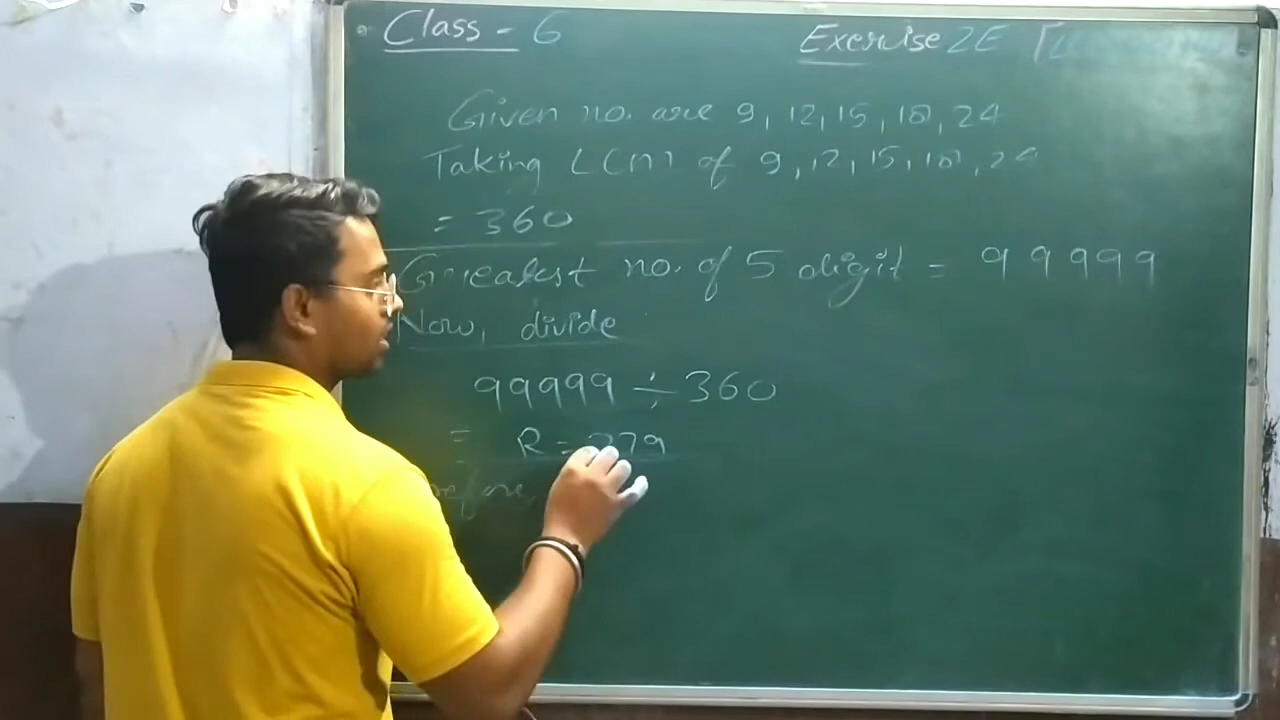 Class - 6
Exercise 2E
Given no. are 9, 12, 15, 18, 24
Taking LCM of 9, 12, 15, 18, 24
= 360
Greatest no. of 5 digit = 99999
Now, divide
99999 ÷ 360
= R = 279